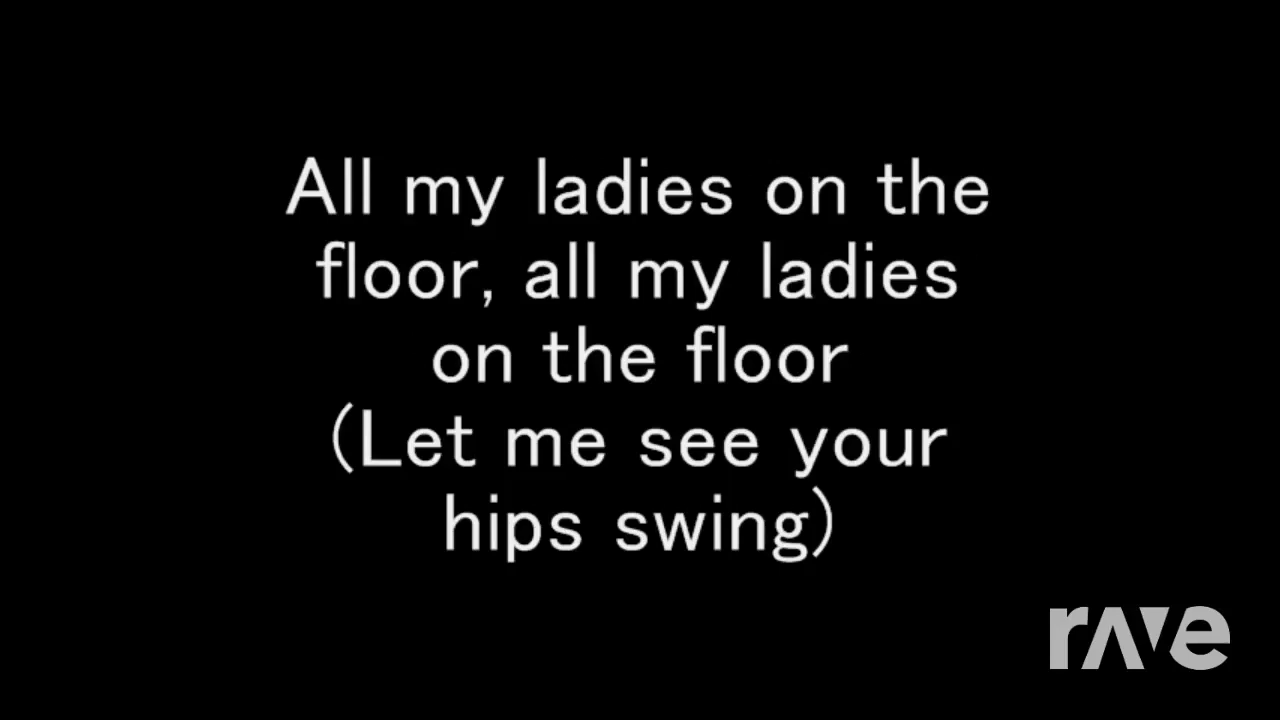 All my ladies on the
floor, all my ladies
on the floor
(Let me see your
hips swing)
rave